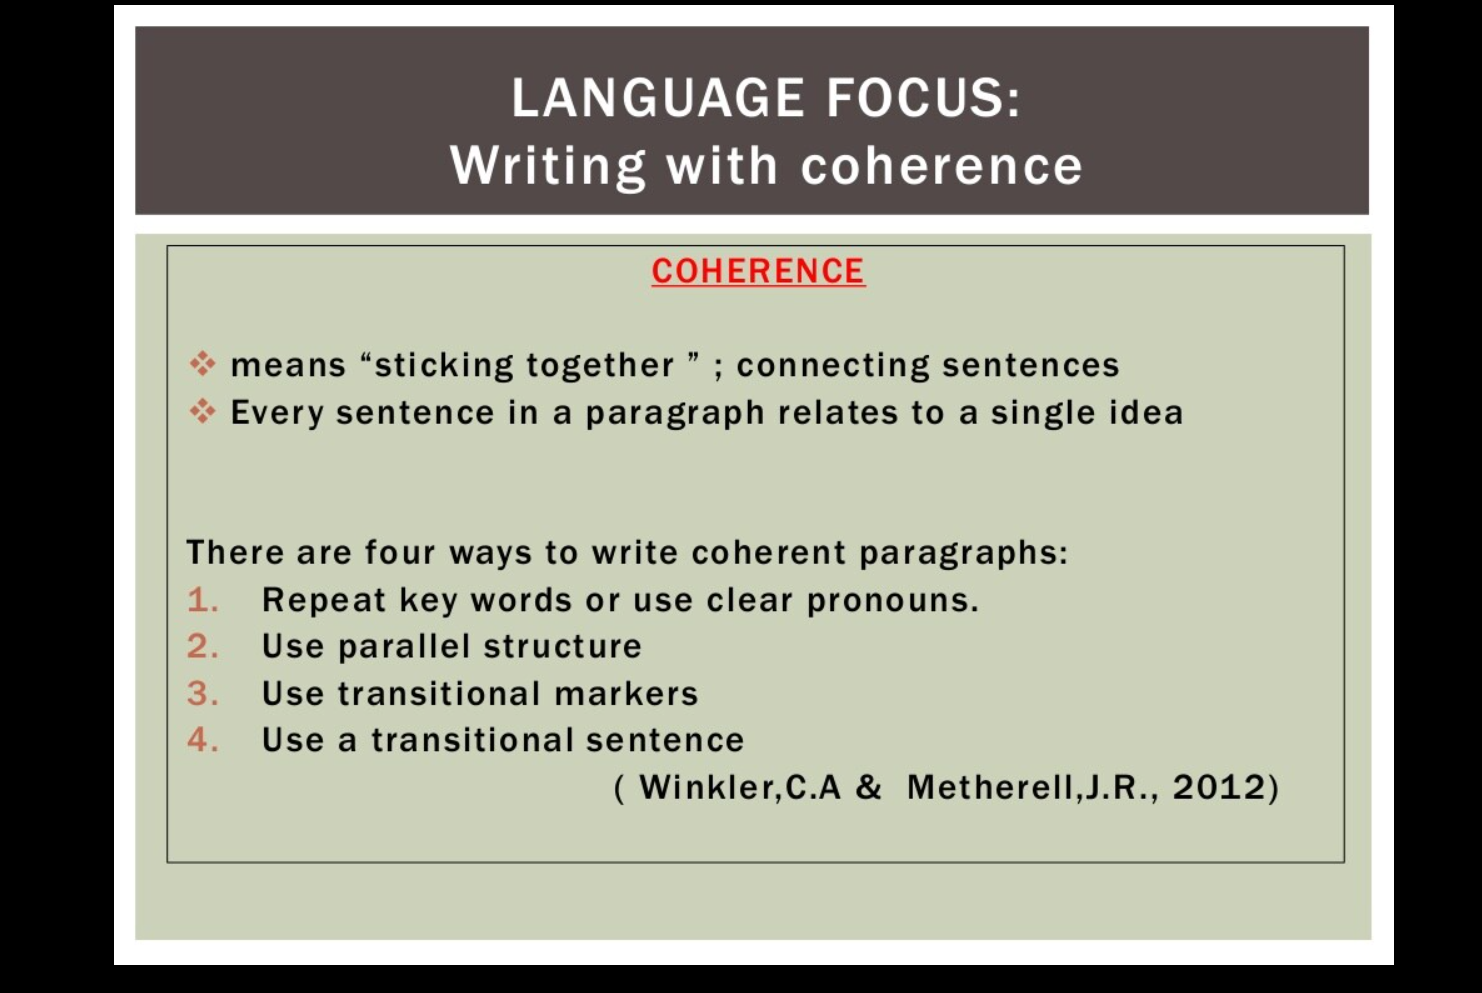 LANGUAGE FOCUS:
Writing with coherence
COHERENCE
❖ means “sticking together ” ; connecting sentences
❖ Every sentence in a paragraph relates to a single idea
There are four ways to write coherent paragraphs:
1. Repeat key words or use clear pronouns.
2. Use parallel structure
3. Use transitional markers
4. Use a transitional sentence
( Winkler,C.A & Metherell,J.R., 2012)